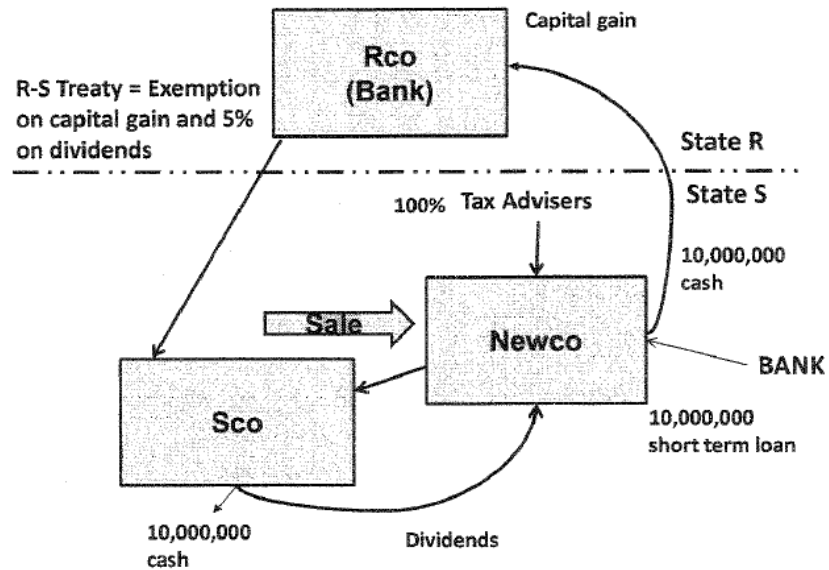 Capital gain
Rco
(Bank)
R-S Treaty = Exemption
on capital gain and 5%
on dividends
State R
State S
100% Tax Advisers
10,000,000
cash
Sale
Newco
BANK
Sco
10,000,000
short term loan
10,000,000
cash
Dividends